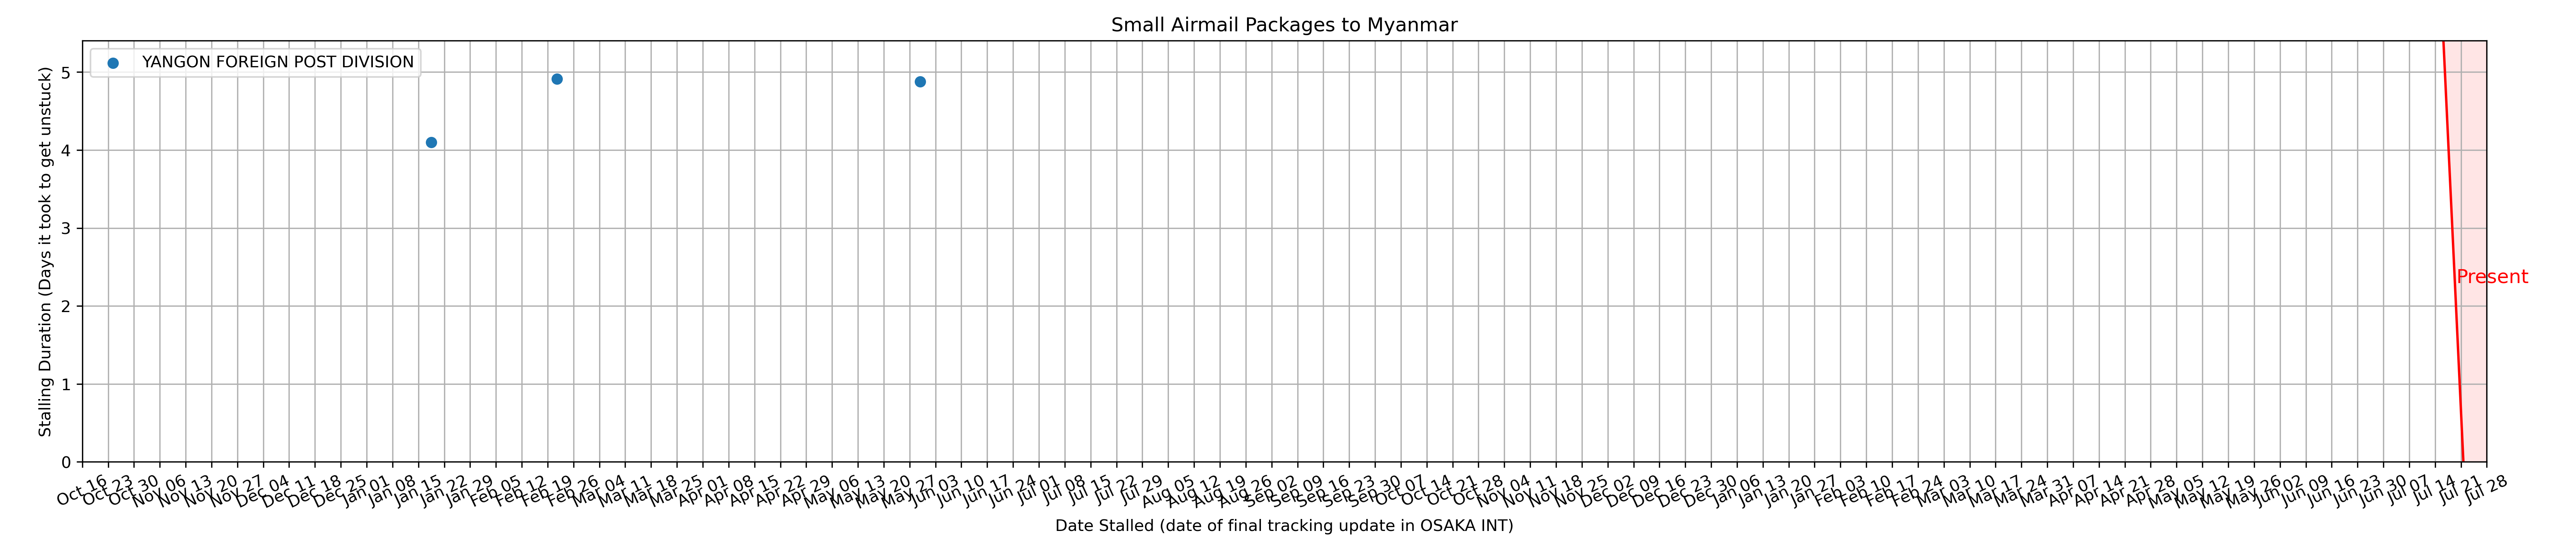 Small Airmail Packages to Myanmar
YANGON FOREIGN POST DIVISION
Stalling Duration (Days it took to get unstuck)
5
4
3
2
1
0
Present
Oct 16
Oct 23
Oct 30
Nov 06
Nov 13
Nov 20
Nov 27
Dec 04
Dec 11
Dec 18
Dec 25
Jan 01
Jan 08
Jan 15
Jan 22
Jan 29
Feb 05
Feb 12
Feb 19
Feb 26
Mar 04
Mar 11
Mar 18
Mar 25
Apr 01
Apr 08
Apr 15
Apr 22
Apr 29
May 06
May 13
May 20
May 27
Jun 03
Jun 10
Jun 17
Jun 24
Jul 01
Jul 08
Jul 15
Jul 22
Jul 29
Aug 05
Aug 12
Aug 19
Aug 26
Sep 02
Sep 09
Sep 16
Sep 23
Sep 30
Oct 07
Oct 14
Oct 21
Oct 28
Nov 04
Nov 11
Nov 18
Nov 25
Dec 02
Dec 09
Dec 16
Dec 23
Dec 30
Jan 06
Jan 13
Jan 20
Jan 27
Feb 03
Feb 10
Feb 17
Feb 24
Mar 03
Mar 10
Mar 17
Mar 24
Mar 31
Apr 07
Apr 14
Apr 21
Apr 28
May 05
May 12
May 19
May 26
Jun 02
Jun 09
Jun 16
Jun 23
Jun 30
Jul 07
Jul 14
Jul 21
Jul 28
Date Stalled (date of final tracking update in OSAKA INT)